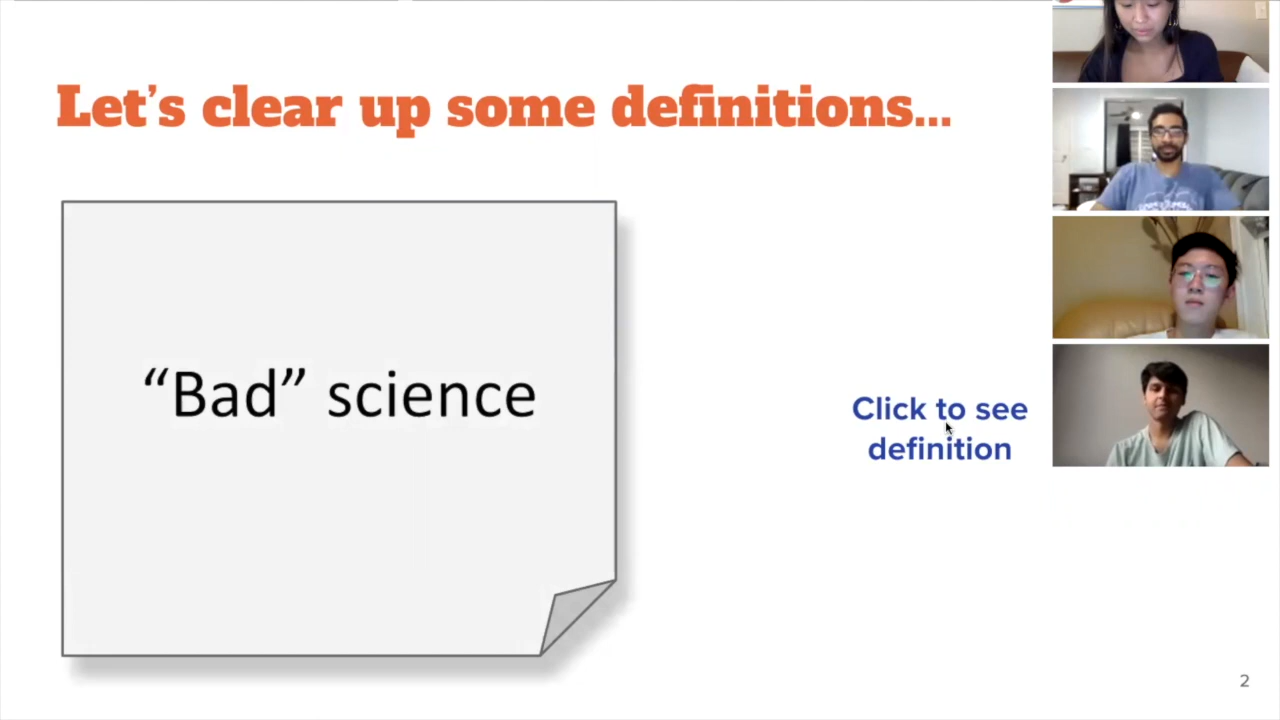 Let’s clear up some definitions...
“Bad” science
Click to see
definition
2